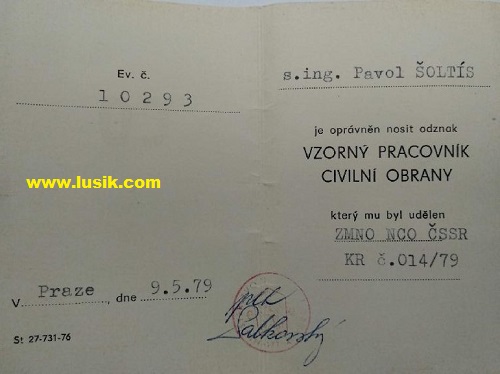 Ev. č.
10293
www.lusik.com
V Praze, dne 9.5.79
St 27-731-76
s.ing. Pavol ŠOLTÍS
je oprávněn nosit odznak
VZORNÝ PRACOVNÍK
CIVILNÍ OBRANY
který mu byl udělen
ZMNO NCO ČSSR
KR č.014/79
plk